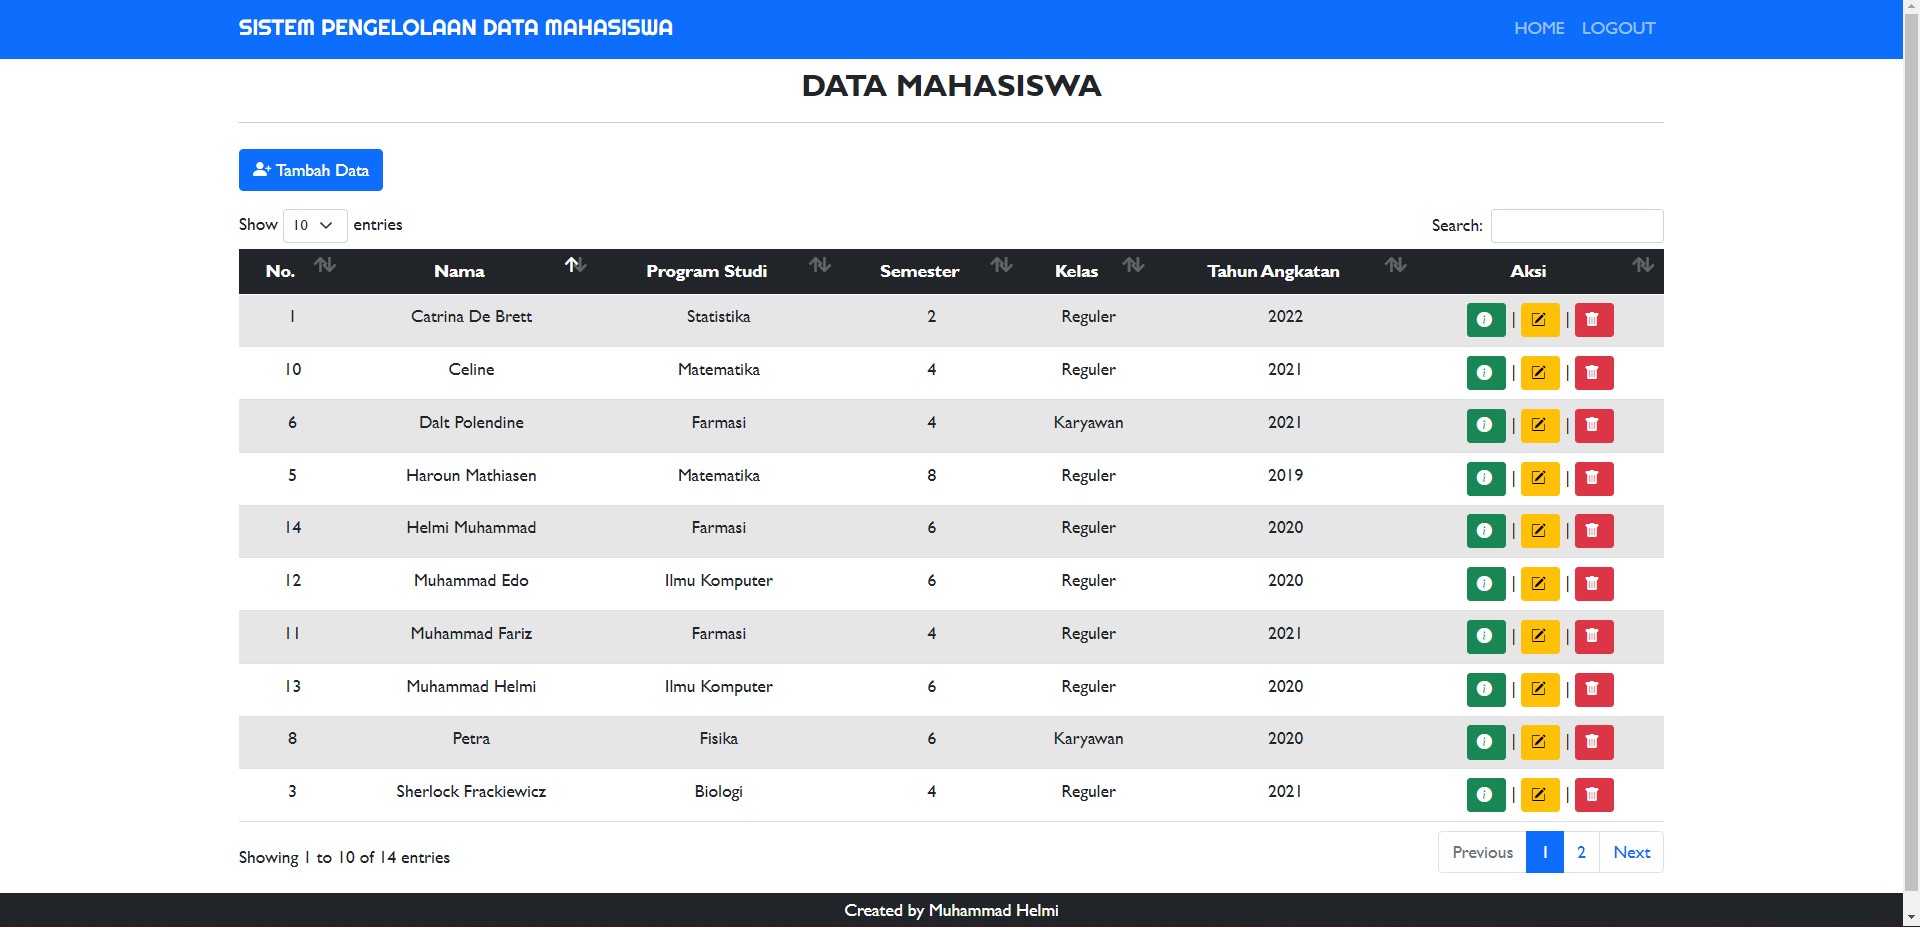 SISTEM PENGELOLAAN DATA MAHASISWA HOME LOGOUT
DATA MAHASISWA
Tambah Data
Show 10 entries Search:
No. Nama Program Studi Semester Kelas Tahun Angkatan Aksi
1 Catrina De Brett Statistika 2 Reguler 2022 | |
10 Celine Matematika 4 Reguler 2021 | |
6 Dalt Polendine Farmasi 4 Karyawan 2021 | |
5 Haroun Mathiasen Matematika 8 Reguler 2019 | |
14 Helmi Muhammad Farmasi 6 Reguler 2020 | |
12 Muhammad Edo Ilmu Komputer 6 Reguler 2020 | |
11 Muhammad Fariz Farmasi 4 Reguler 2021 | |
13 Muhammad Helmi Ilmu Komputer 6 Reguler 2020 | |
8 Petra Fisika 6 Karyawan 2020 | |
3 Sherlock Frackiewicz Biologi 4 Reguler 2021 | |
Showing 1 to 10 of 14 entries Previous 1 2 Next
Created by Muhammad Helmi